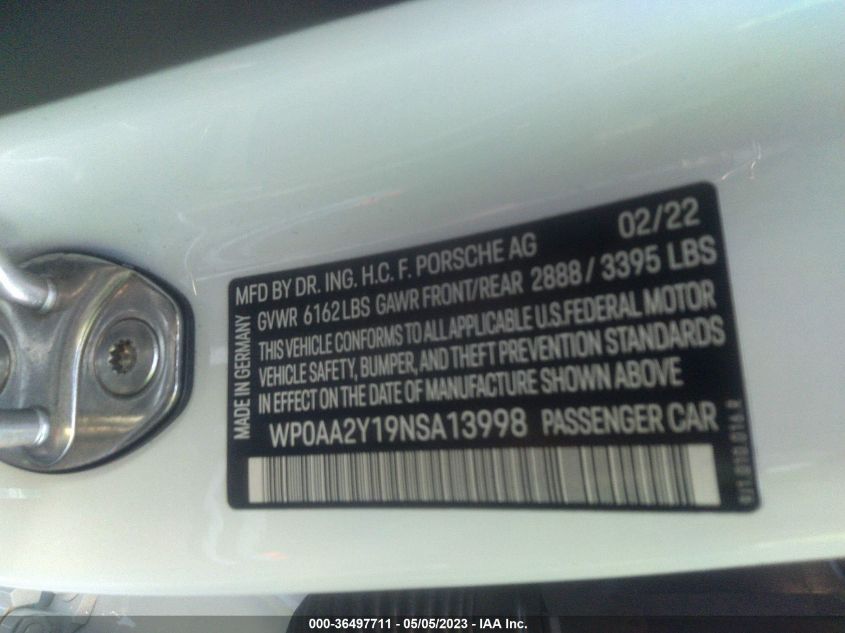 02/22
MFD BY DR. ING. H.C. F. PORSCHE AG
GVWR 6162 LBS GAWR FRONT/REAR 2888 / 3395 LBS
THIS VEHICLE CONFORMS TO ALL APPLICABLE U.S. FEDERAL MOTOR
VEHICLE SAFETY, BUMPER, AND THEFT PREVENTION STANDARDS
IN EFFECT ON THE DATE OF MANUFACTURE SHOWN ABOVE
WP0AA2Y19NSA13998 PASSENGER CAR
MADE IN GERMANY
000-36497711 - 05/05/2023 - IAA Inc.